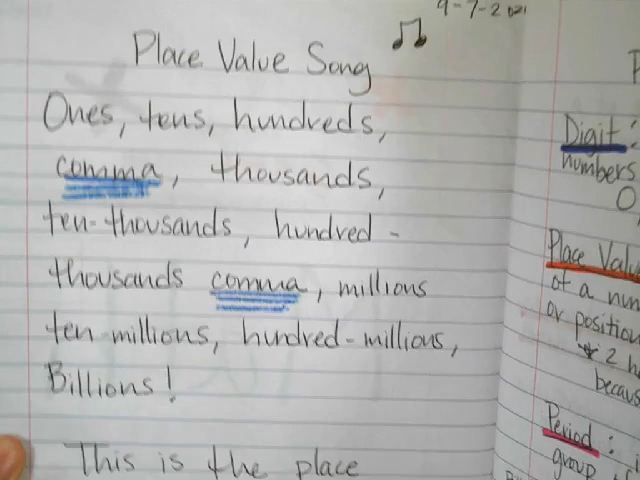 9-7-2021
Place Value Song
Ones, tens, hundreds,
comma, thousands,
ten-thousands, hundred-
thousands comma, millions
ten millions, hundred-millions,
Billions!
This is the place
Digit:
numbers
Place Valu
of a num
or position
2 h
becaus
Period:
group